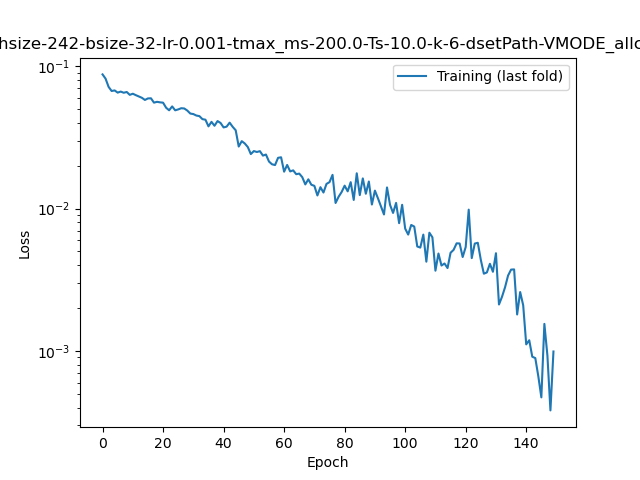 hsize-242-bsize-32-lr-0.001-tmax_ms-200.0-Ts-10.0-k-6-dsetPath-VMODE_allo
Training (last fold)
Loss
10⁻¹
10⁻²
10⁻³
0 20 40 60 80 100 120 140
Epoch